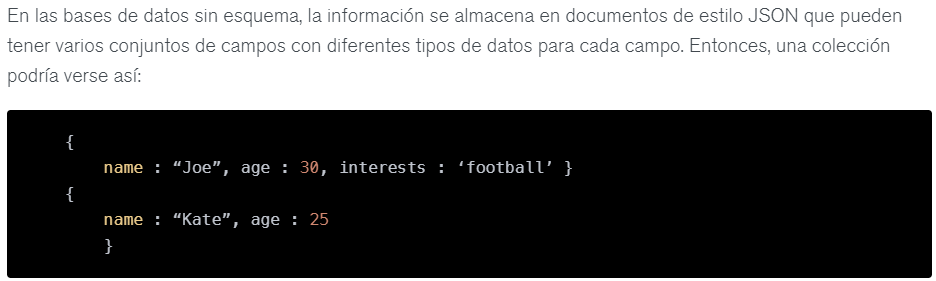 En las bases de datos sin esquema, la información se almacena en documentos de estilo JSON que pueden
tener varios conjuntos de campos con diferentes tipos de datos para cada campo. Entonces, una colección
podría verse así:
{
name : “Joe”, age : 30, interests : ‘football’ }
{
name : “Kate”, age : 25
}